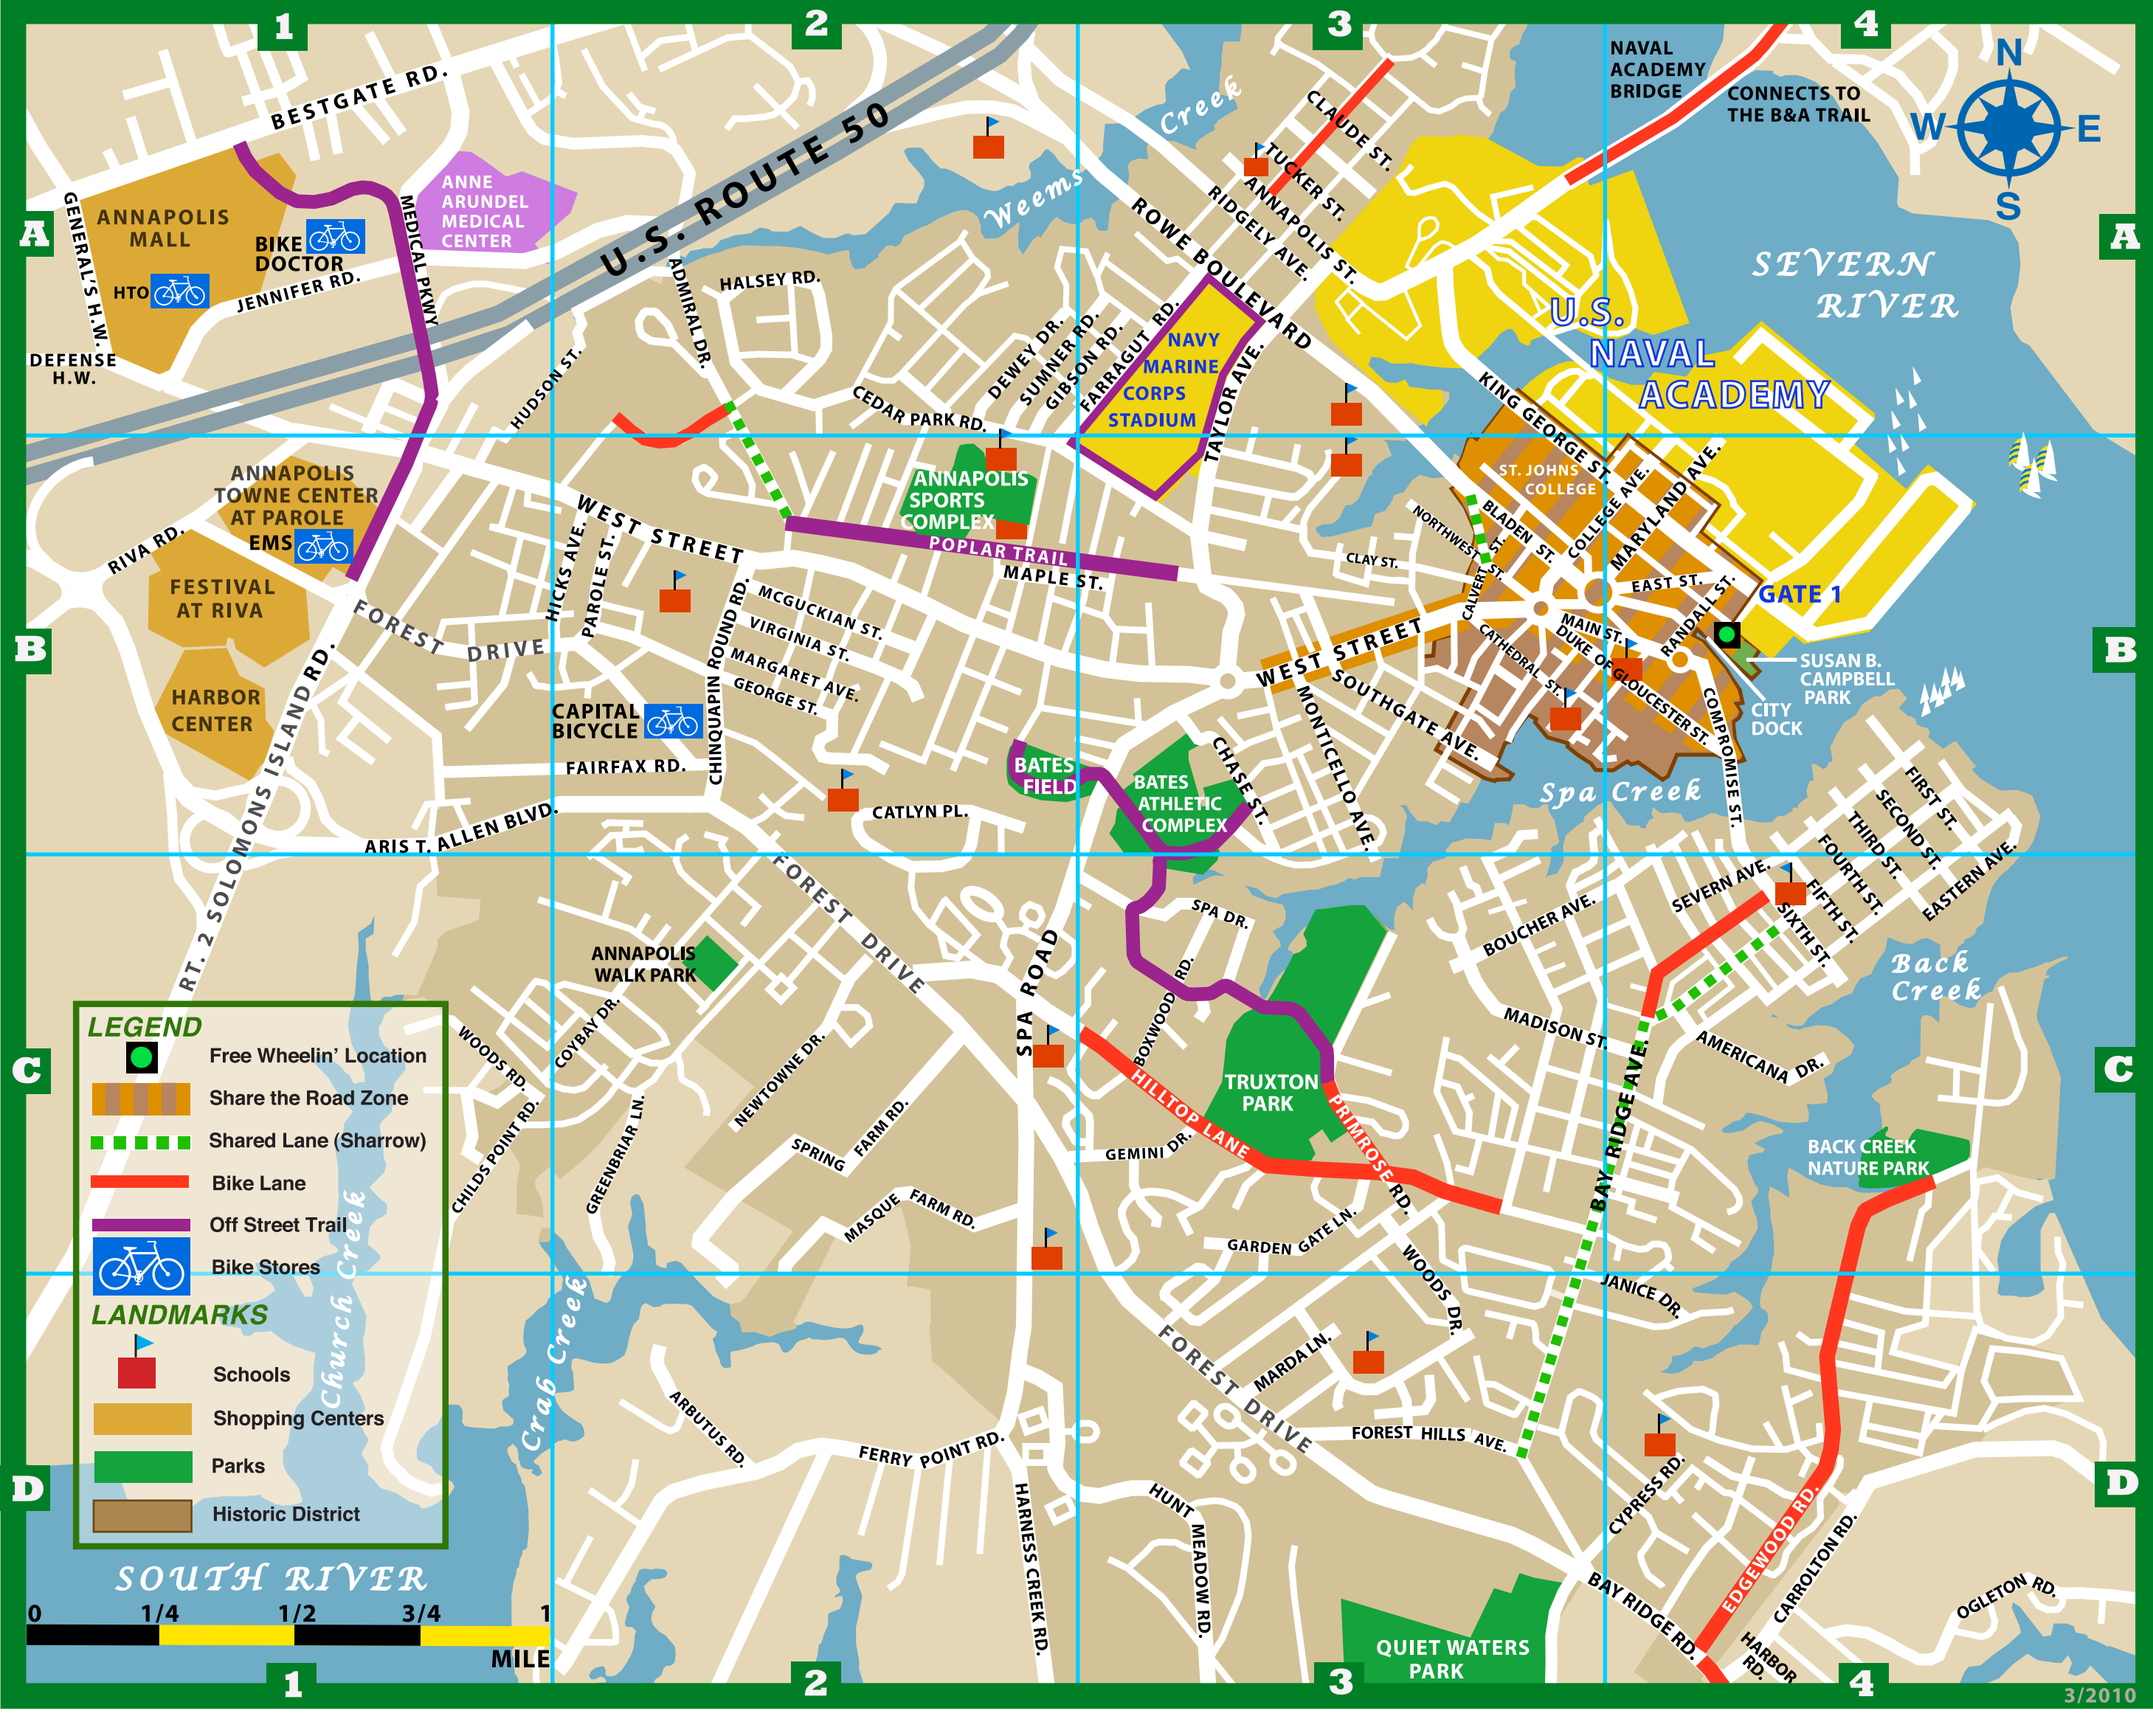 1
2
3
4
A
A
B
B
C
C
D
D
1
2
3
4
N
W
E
S
BESTGATE RD.
ANNE
ARUNDEL
MEDICAL
CENTER
ANNAPOLIS
MALL
BIKE
DOCTOR
HTO
JENNIFER RD.
GENERAL'S H.W.
MEDICAL PKWY
DEFENSE
H.W.
U.S. ROUTE 50
ADMIRAL DR.
HALSEY RD.
HUDSON ST.
CEDAR PARK RD.
DEWEY DR.
SUMNER RD.
GIBSON RD.
FARRAGUT RD.
Weems
Creek
ROWE BOULEVARD
CLAUDE ST.
TUCKER ST.
ANNAPOLIS ST.
RIDGELY AVE.
NAVY
MARINE
CORPS
STADIUM
TAYLOR AVE.
NAVAL
ACADEMY
BRIDGE
CONNECTS TO
THE B&A TRAIL
SEVERN
RIVER
U.S.
NAVAL
ACADEMY
KING GEORGE ST.
ANNAPOLIS
TOWNE CENTER
AT PAROLE
EMS
RIVA RD.
FESTIVAL
AT RIVA
HARBOR
CENTER
FOREST DRIVE
HICKS AVE.
PAROLE ST.
WEST STREET
CHINQUAPIN ROUND RD.
MCGUCKIAN ST.
VIRGINIA ST.
MARGARET AVE.
GEORGE ST.
CAPITAL
BICYCLE
FAIRFAX RD.
ARIS T. ALLEN BLVD.
CATLYN PL.
ANNAPOLIS
SPORTS
COMPLEX
POPLAR TRAIL
MAPLE ST.
BATES
FIELD
BATES
ATHLETIC
COMPLEX
CHASE ST.
WEST STREET
MONTICELLO AVE.
SOUTHGATE AVE.
CLAY ST.
NORTHWEST ST.
CALVERT ST.
CATHEDRAL ST.
ST. JOHNS
COLLEGE
BLADEN ST.
COLLEGE AVE.
MARYLAND AVE.
EAST ST.
RANDALL ST.
MAIN ST.
DUKE OF GLOUCESTER ST.
COMPROMISE ST.
GATE 1
SUSAN B.
CAMPBELL
PARK
CITY
DOCK
Spa Creek
FIRST ST.
SECOND ST.
THIRD ST.
FOURTH ST.
FIFTH ST.
SIXTH ST.
SEVERN AVE.
EASTERN AVE.
Back
Creek
RT. 2 SOLOMONS ISLAND RD.
ANNAPOLIS
WALK PARK
FOREST DRIVE
SPA ROAD
SPA DR.
BOXWOOD RD.
BOUCHER AVE.
MADISON ST.
AMERICANA DR.
BAY RIDGE AVE.
TRUXTON
PARK
HILLTOP LANE
PRIMROSE RD.
GEMINI DR.
GARDEN GATE LN.
WOODS DR.
BACK CREEK
NATURE PARK
WOODS RD.
COYBAY DR.
CHILDS POINT RD.
GREENBRIAR LN.
NEWTOWNE DR.
SPRING FARM RD.
MASQUE FARM RD.
LEGEND
Free Wheelin' Location
Share the Road Zone
Shared Lane (Sharrow)
Bike Lane
Off Street Trail
Bike Stores
LANDMARKS
Schools
Shopping Centers
Parks
Historic District
Church Creek
Crab Creek
SOUTH RIVER
0 1/4 1/2 3/4 1
MILE
ARBUTUS RD.
FERRY POINT RD.
HARNESS CREEK RD.
HUNT MEADOW RD.
FOREST DRIVE
MARDA LN.
FOREST HILLS AVE.
JANICE DR.
CYPRESS RD.
QUIET WATERS
PARK
BAY RIDGE RD.
EDGEWOOD RD.
CARROLTON RD.
HARBOR
RD.
OGLETON RD.
3/2010